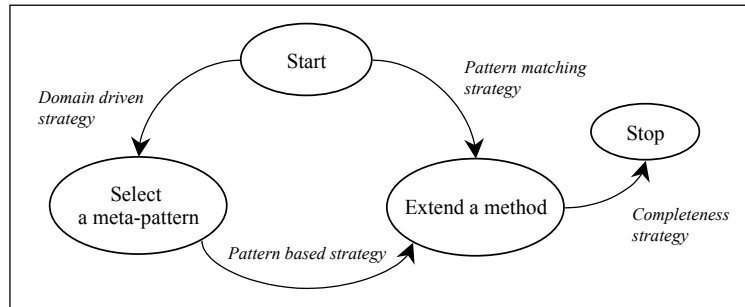 Start
Domain driven
strategy
Pattern matching
strategy
Stop
Select
a meta-pattern
Extend a method
Completeness
strategy
Pattern based strategy